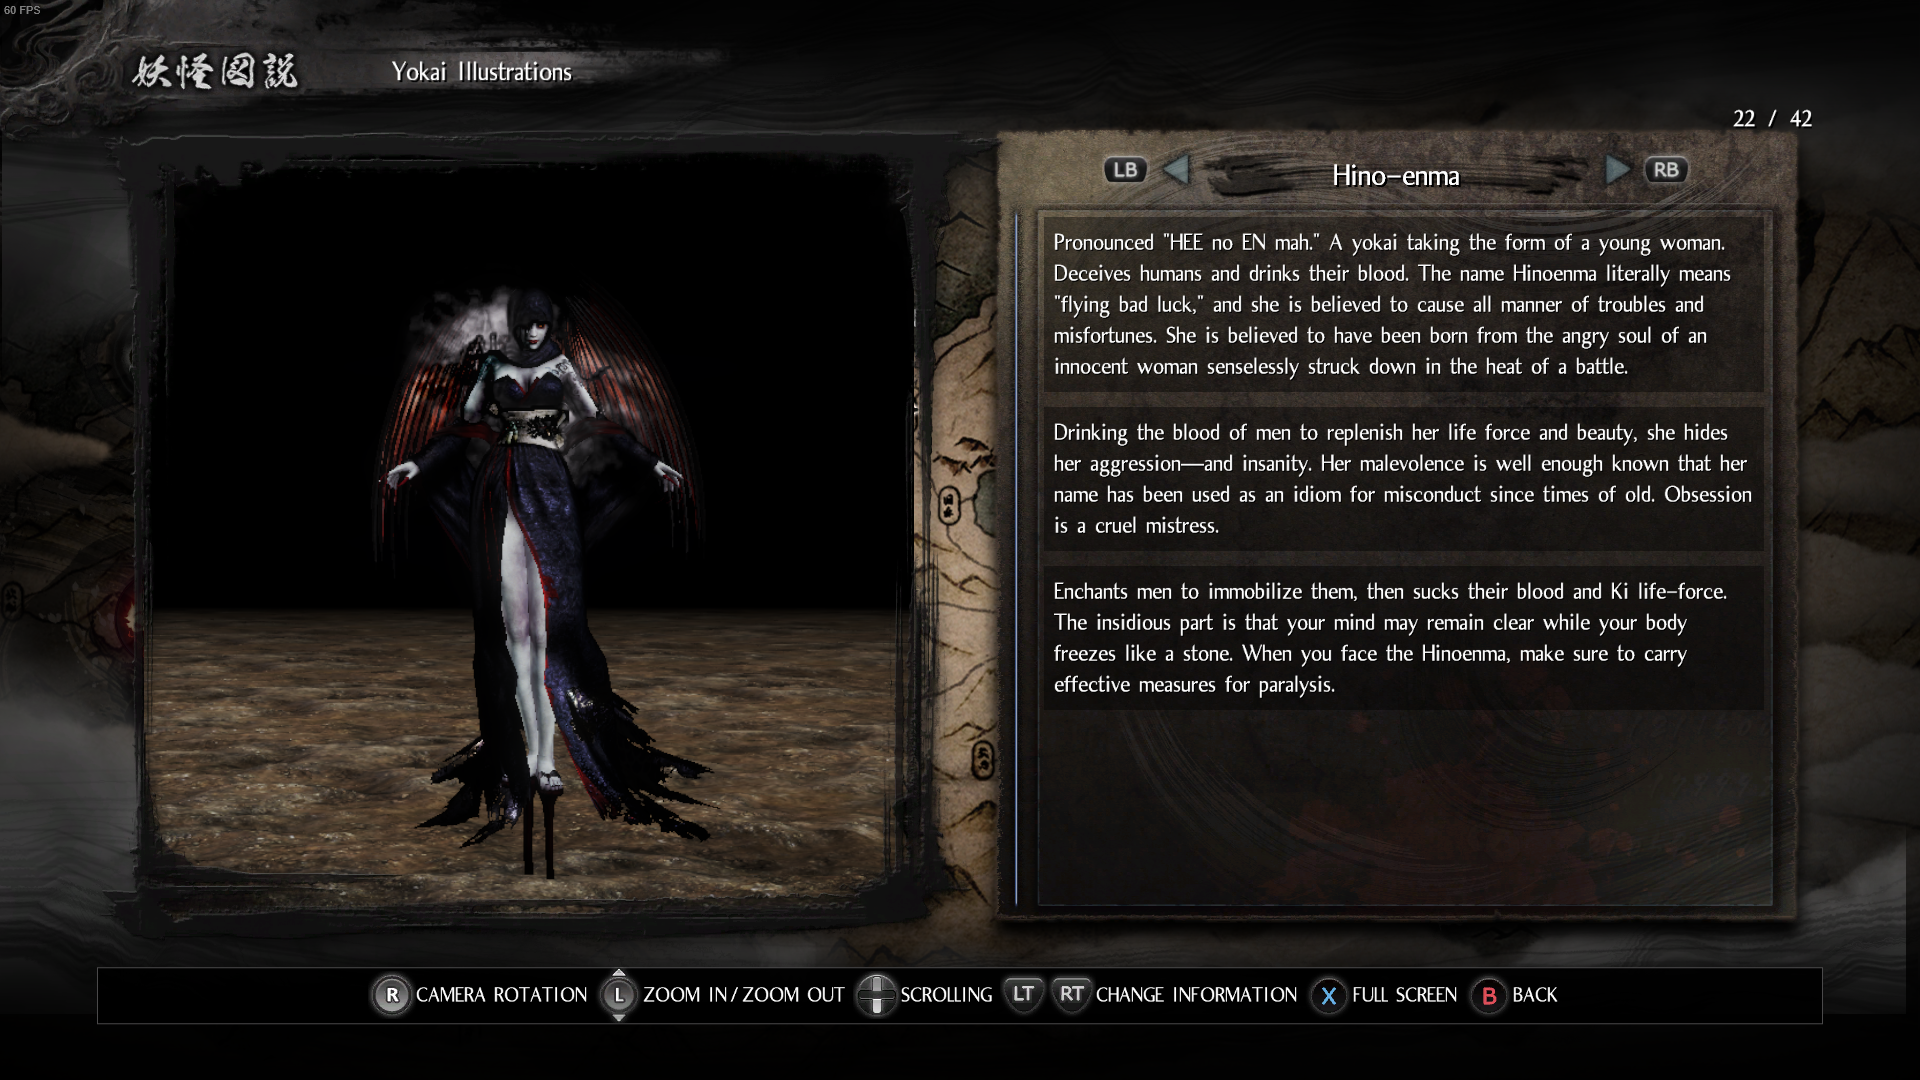 60 FPS
妖怪図説
Yokai Illustrations
22 / 42
LB
Hino-enma
RB
Pronounced "HEE no EN mah." A yokai taking the form of a young woman.
Deceives humans and drinks their blood. The name Hinoenma literally means
"flying bad luck," and she is believed to cause all manner of troubles and
misfortunes. She is believed to have been born from the angry soul of an
innocent woman senselessly struck down in the heat of a battle.
Drinking the blood of men to replenish her life force and beauty, she hides
her aggression—and insanity. Her malevolence is well enough known that her
name has been used as an idiom for misconduct since times of old. Obsession
is a cruel mistress.
Enchants men to immobilize them, then sucks their blood and Ki life-force.
The insidious part is that your mind may remain clear while your body
freezes like a stone. When you face the Hinoenma, make sure to carry
effective measures for paralysis.
R CAMERA ROTATION L ZOOM IN/ZOOM OUT SCROLLING LT RT CHANGE INFORMATION X FULL SCREEN B BACK